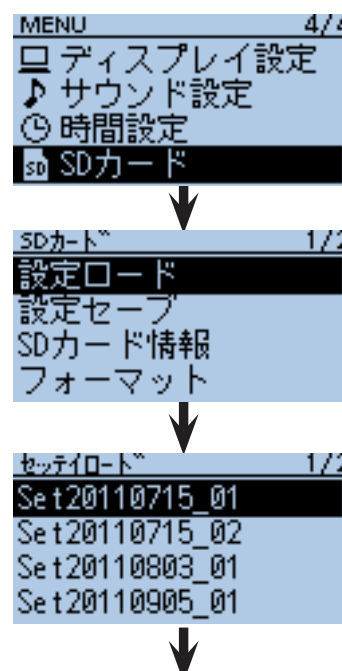 MENU 4/4
ディスプレイ設定
サウンド設定
時間設定
SD SDカード
SDカード 1/2
設定ロード
設定セーブ
SDカード情報
フォーマット
セッテイロード 1/2
Set20110715_01
Set20110715_02
Set20110803_01
Set20110905_01